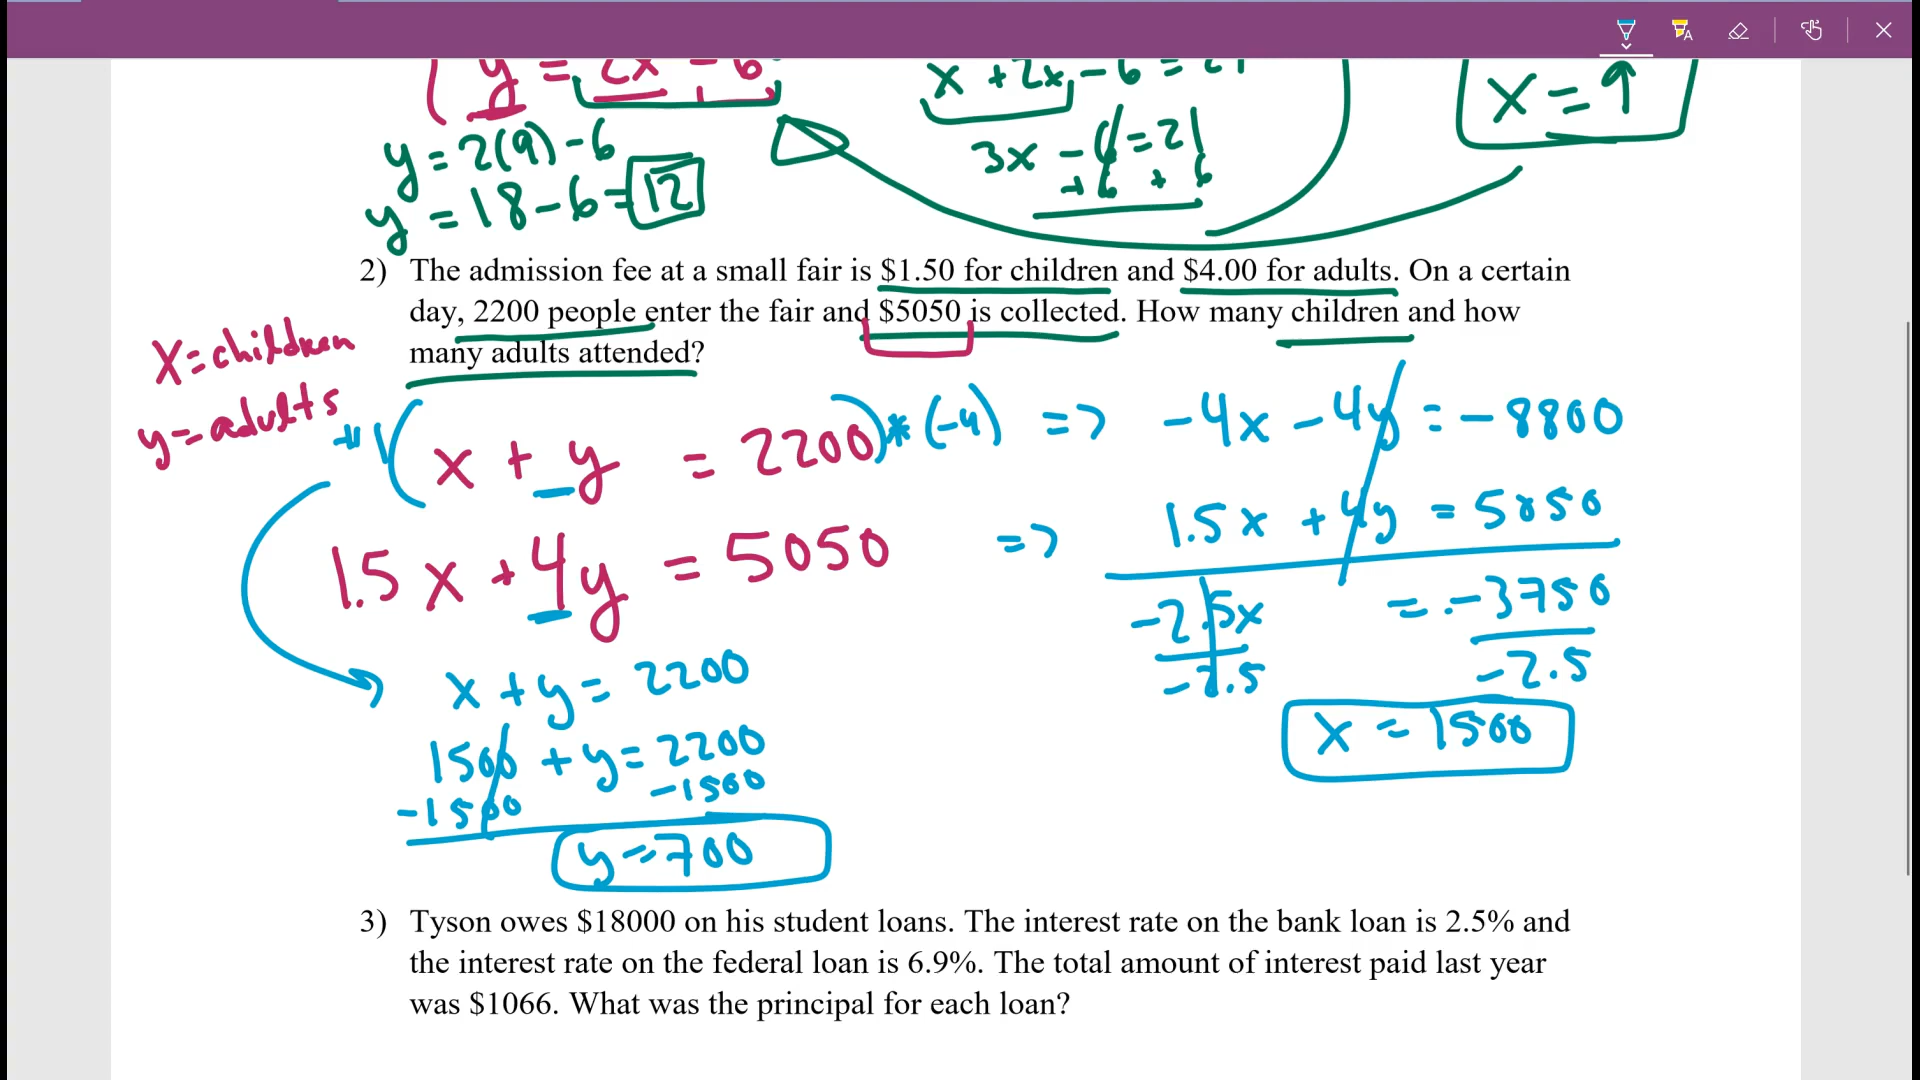 y = 2x - 6
x + 2x - 6 = 21
x = 9
y = 2(9) - 6
3x - 6 = 21
+ 6 + 6
y = 18 - 6 = 12
2) The admission fee at a small fair is $1.50 for children and $4.00 for adults. On a certain
day, 2200 people enter the fair and $5050 is collected. How many children and how
many adults attended?
x = children
y = adults
(x + y = 2200) * (-4) => -4x - 4y = -8800
1.5x + 4y = 5050 => 1.5x + 4y = 5050
-2.5x = -3750
-2.5 -2.5
x + y = 2200
x = 1500
1500 + y = 2200
-1500 -1500
y = 700
3) Tyson owes $18000 on his student loans. The interest rate on the bank loan is 2.5% and
the interest rate on the federal loan is 6.9%. The total amount of interest paid last year
was $1066. What was the principal for each loan?